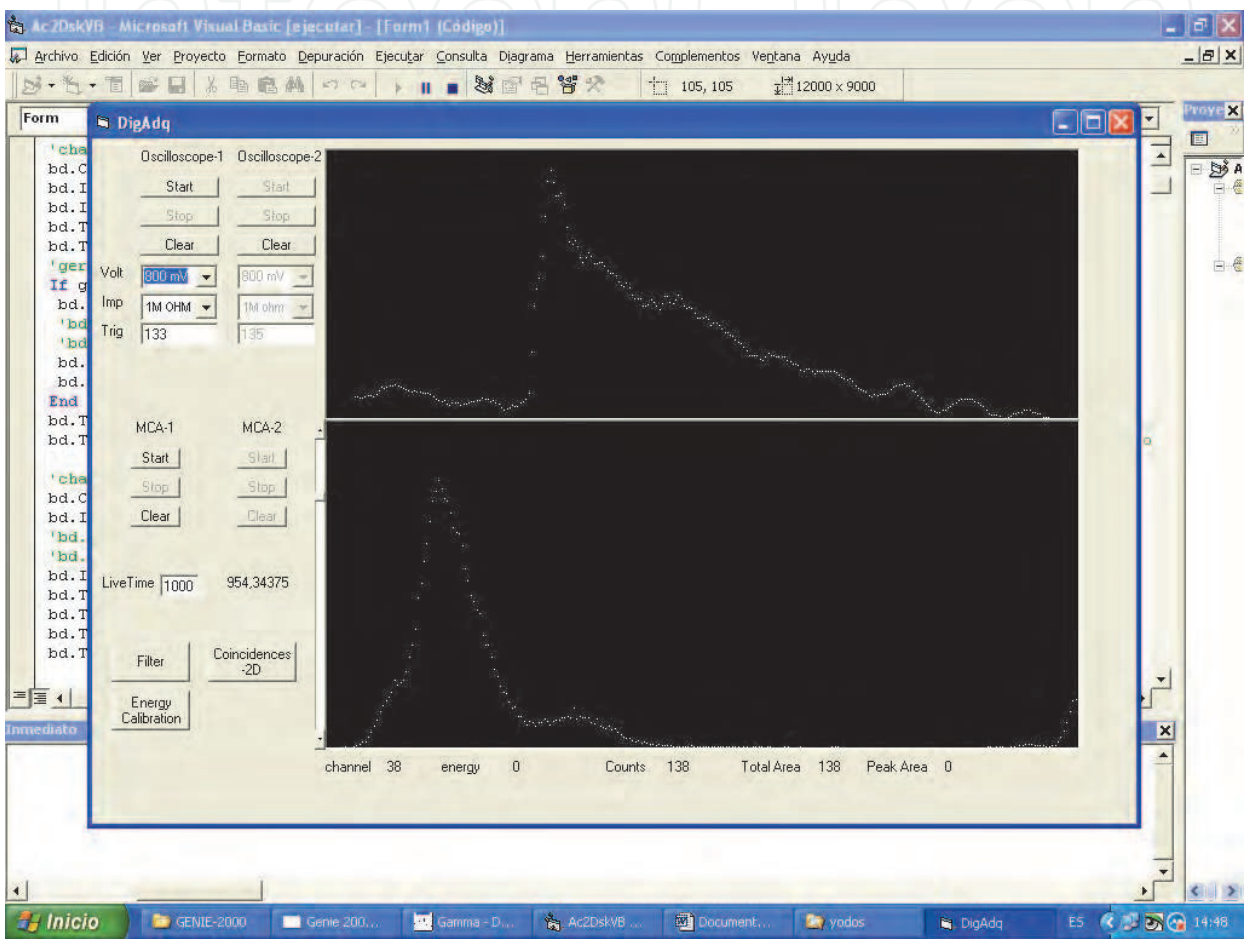 Ac2DskVB - Microsoft Visual Basic [ejecutar] - [Form1 (Código)]
Archivo Edición Ver Proyecto Formato Depuración Ejecutar Consulta Diagrama Herramientas Complementos Ventana Ayuda
105, 105 12000 x 9000
Form
Proye
DigAdq
Oscilloscope-1 Oscilloscope-2
Start Start
Stop Stop
Clear Clear
Volt 800 mV 800 mV
Imp 1M OHM 1M ohm
Trig 133 135
MCA-1 MCA-2
Start Start
Stop Stop
Clear Clear
LiveTime 1000 954,34375
Filter Coincidences
-2D
Energy
Calibration
channel 38 energy 0 Counts 138 Total Area 138 Peak Area 0
'cha
bd.C
bd.I
bd.I
bd.T
bd.T
'ger
If g
bd.
'bd
'bd
bd.
bd.
End
bd.T
bd.T
'cha
bd.C
bd.I
'bd.
'bd.
bd.I
bd.T
bd.T
bd.T
bd.T
Inmediato
Inicio GENIE-2000 Genie 200... Gamma - D... Ac2DskVB ... Document... yodos DigAdq ES 14:48